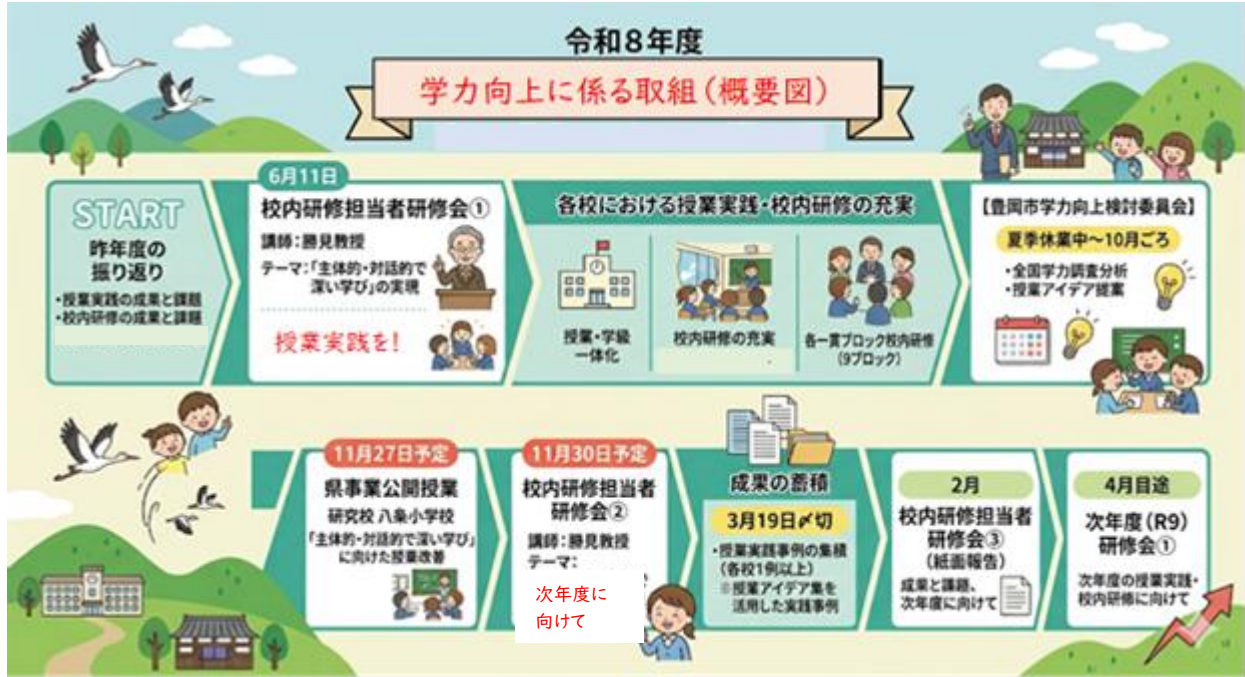 令和8年度
学力向上に係る取組(概要図)
START
昨年度の
振り返り
・授業実践の成果と課題
・校内研修の成果と課題
6月11日
校内研修担当者研修会①
講師:勝見教授
テーマ:「主体的・対話的で
深い学び」の実現
授業実践を!
各校における授業実践・校内研修の充実
授業・学級
一体化
校内研修の充実
各一貫ブロック校内研修
(9ブロック)
【豊岡市学力向上検討委員会】
夏季休業中~10月ごろ
・全国学力調査分析
・授業アイデア提案
11月27日予定
県事業公開授業
研究校 八条小学校
「主体的・対話的で深い学び」
に向けた授業改善
11月30日予定
校内研修担当者
研修会②
講師:勝見教授
テーマ:
次年度に
向けて
成果の蓄積
3月19日〆切
・授業実践事例の集積
(各校1例以上)
※授業アイデア集を
活用した実践事例
2月
校内研修担当者
研修会③
(紙面報告)
成果と課題、
次年度に向けて
4月目途
次年度(R9)
研修会①
次年度の授業実践・
校内研修に向けて